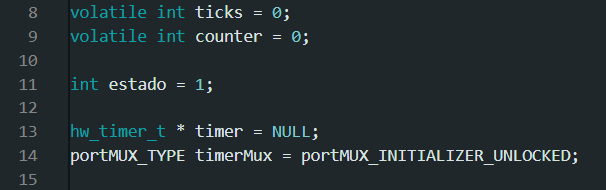 8 volatile int ticks = 0;
9 volatile int counter = 0;
10
11 int estado = 1;
12
13 hw_timer_t * timer = NULL;
14 portMUX_TYPE timerMux = portMUX_INITIALIZER_UNLOCKED;
15